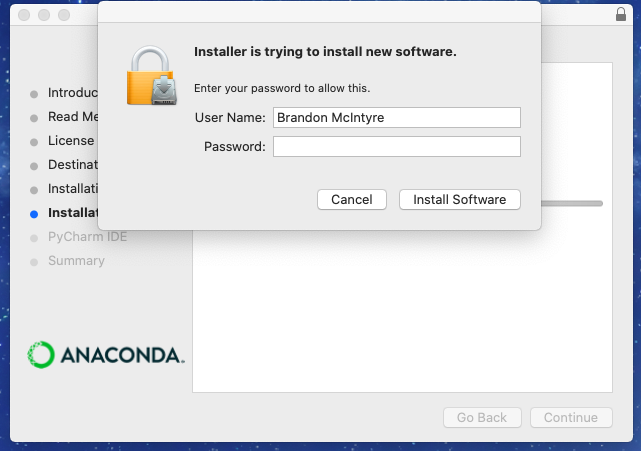 Installer is trying to install new software.
Enter your password to allow this.
User Name: Brandon McIntyre
Password:
Cancel Install Software
Introduc
Read Me
License
Destinat
Installati
Installat
PyCharm IDE
Summary
ANACONDA.
Go Back Continue